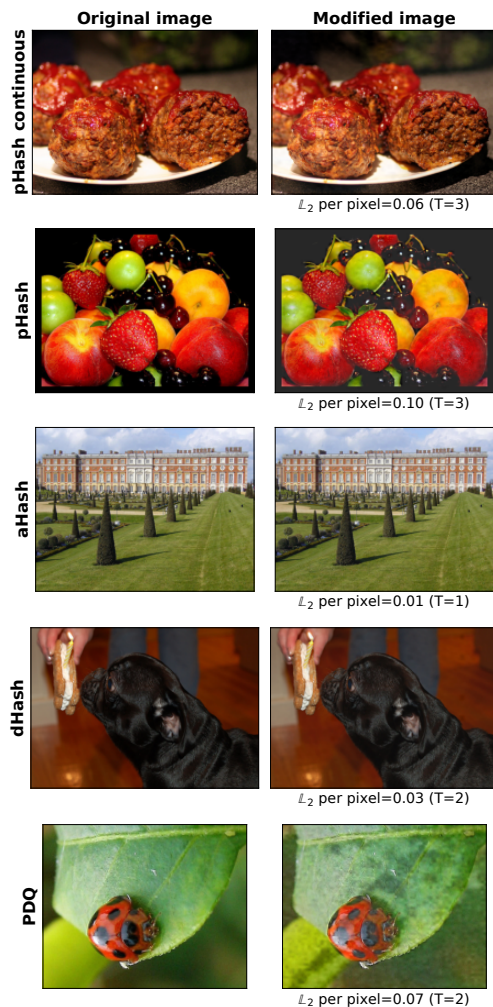 Original image Modified image
pHash continuous
𝕃₂ per pixel=0.06 (T=3)
pHash
𝕃₂ per pixel=0.10 (T=3)
aHash
𝕃₂ per pixel=0.01 (T=1)
dHash
𝕃₂ per pixel=0.03 (T=2)
PDQ
𝕃₂ per pixel=0.07 (T=2)